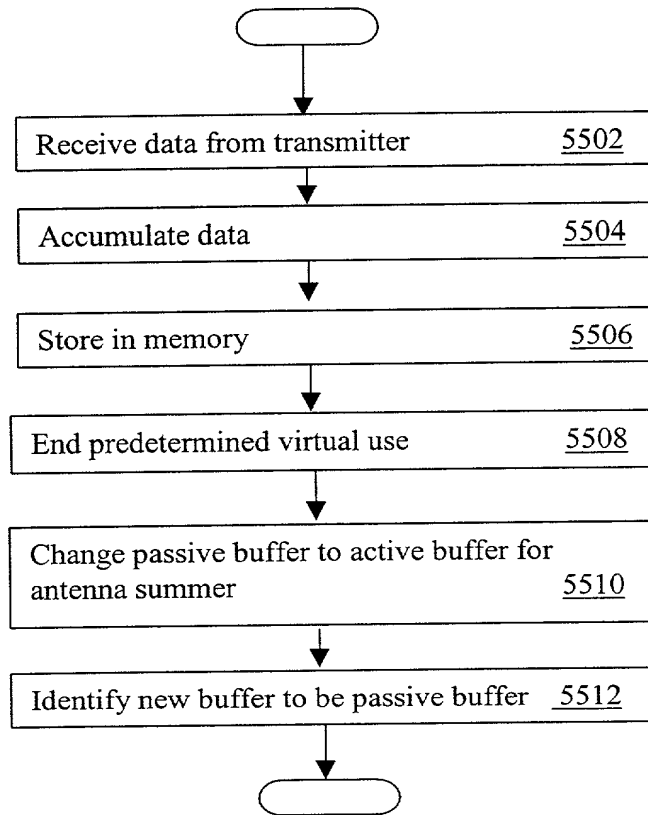 Receive data from transmitter 5502
Accumulate data 5504
Store in memory 5506
End predetermined virtual use 5508
Change passive buffer to active buffer for
antenna summer 5510
Identify new buffer to be passive buffer 5512